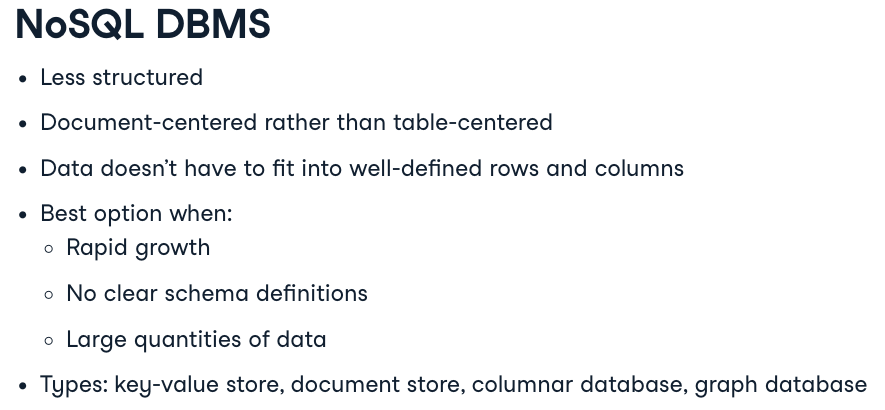 NoSQL DBMS
• Less structured
• Document-centered rather than table-centered
• Data doesn’t have to fit into well-defined rows and columns
• Best option when:
○ Rapid growth
○ No clear schema definitions
○ Large quantities of data
• Types: key-value store, document store, columnar database, graph database